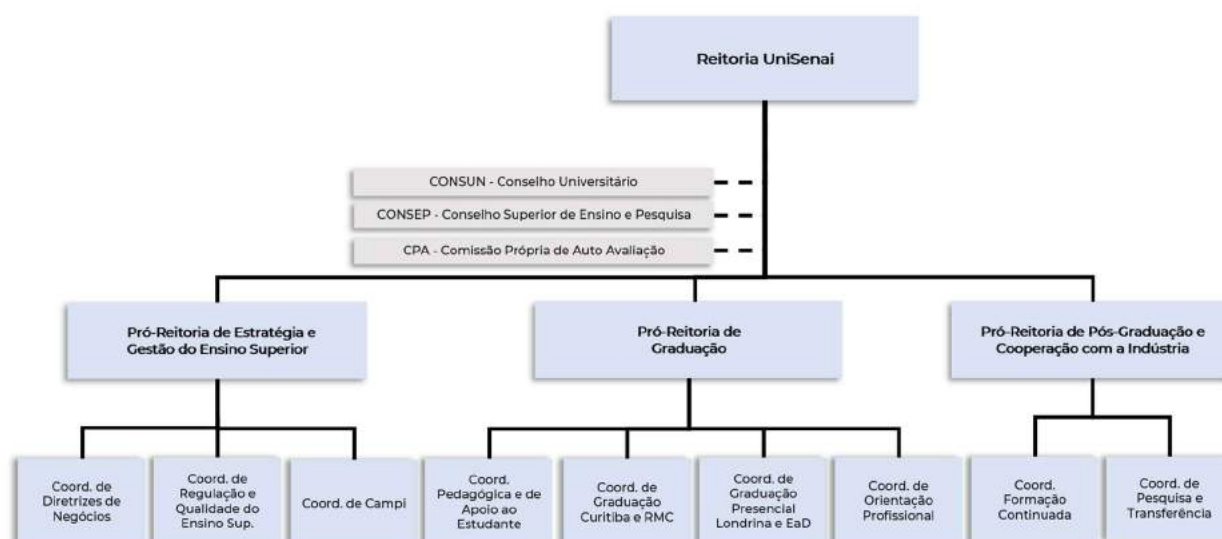 Reitoria UniSenai
CONSUN - Conselho Universitário
CONSEP - Conselho Superior de Ensino e Pesquisa
CPA - Comissão Própria de Auto Avaliação
Pró-Reitoria de Estratégia e
Gestão do Ensino Superior
Pró-Reitoria de
Graduação
Pró-Reitoria de Pós-Graduação e
Cooperação com a Indústria
Coord. de
Diretrizes de
Negócios
Coord. de
Regulação e
Qualidade do
Ensino Sup.
Coord. de Campi
Coord.
Pedagógica e de
Apoio ao
Estudante
Coord. de
Graduação
Curitiba e RMC
Coord. de
Graduação
Presencial
Londrina e EaD
Coord. de
Orientação
Profissional
Coord.
Formação
Continuada
Coord. de
Pesquisa e
Transferência